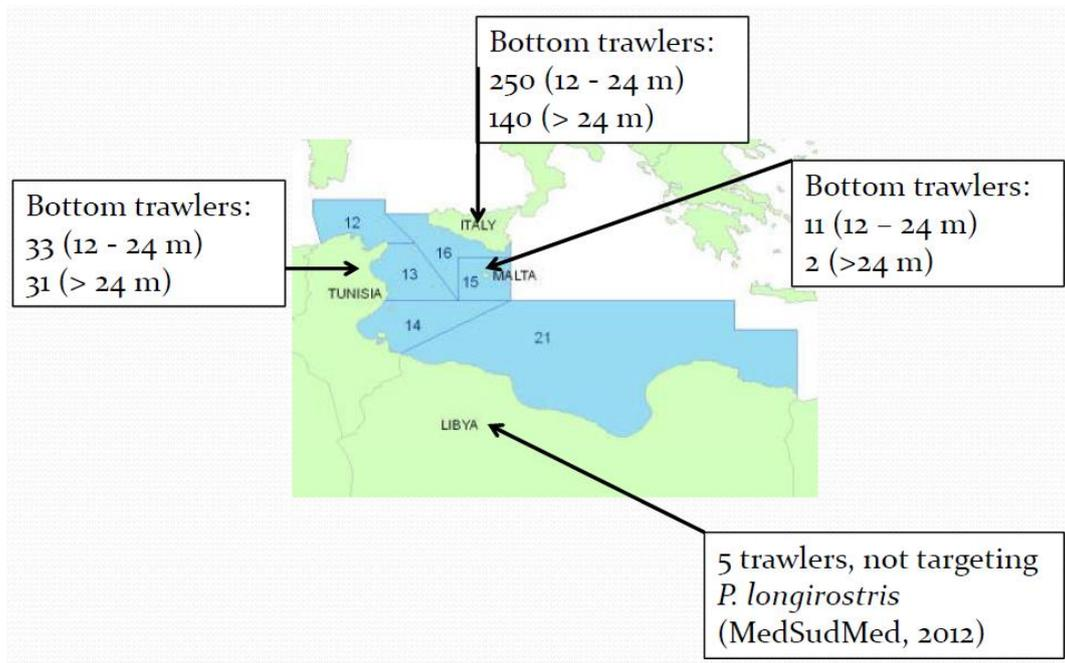 Bottom trawlers:
250 (12 - 24 m)
140 (> 24 m)
Bottom trawlers:
33 (12 - 24 m)
31 (> 24 m)
Bottom trawlers:
11 (12 – 24 m)
2 (>24 m)
12
ITALY
16
13
15
MALTA
TUNISIA
14
21
LIBYA
5 trawlers, not targeting
P. longirostris
(MedSudMed, 2012)